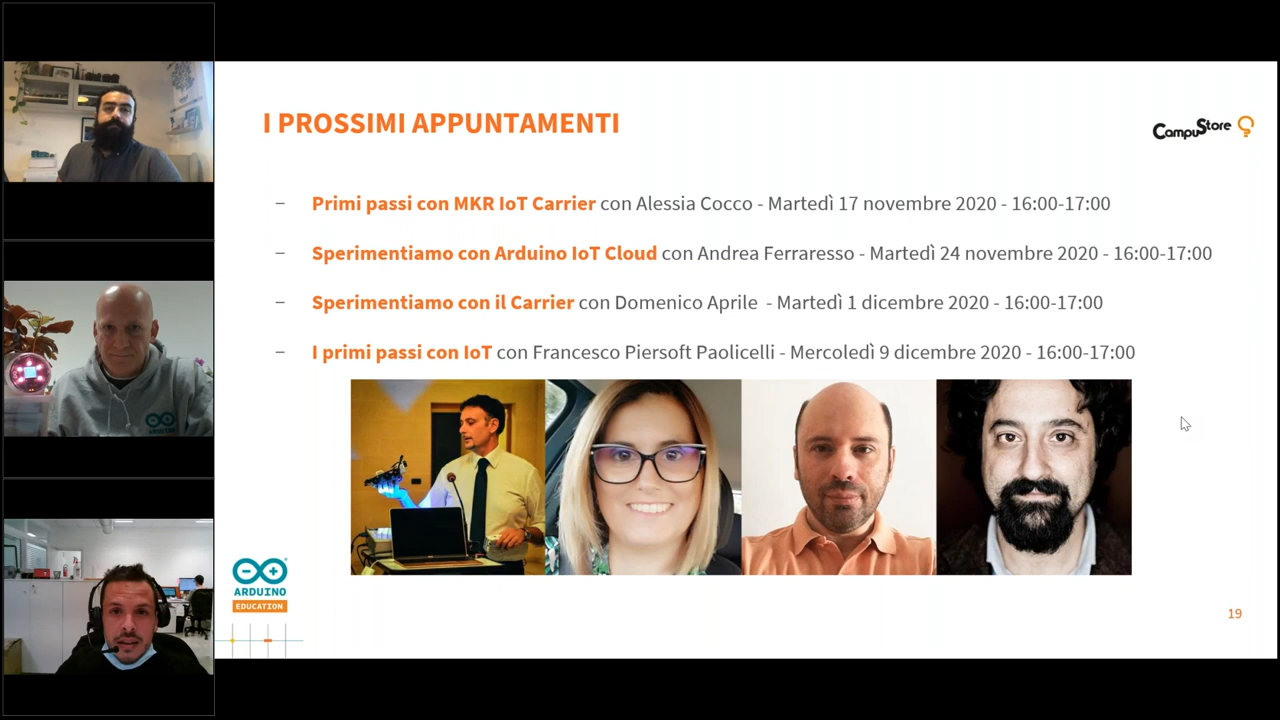 I PROSSIMI APPUNTAMENTI
CampuStore
– Primi passi con MKR IoT Carrier con Alessia Cocco - Martedì 17 novembre 2020 - 16:00-17:00
– Sperimentiamo con Arduino IoT Cloud con Andrea Ferraresso - Martedì 24 novembre 2020 - 16:00-17:00
– Sperimentiamo con il Carrier con Domenico Aprile - Martedì 1 dicembre 2020 - 16:00-17:00
– I primi passi con IoT con Francesco Piersoft Paolicelli - Mercoledì 9 dicembre 2020 - 16:00-17:00
ARDUINO
ARDUINO
EDUCATION
19